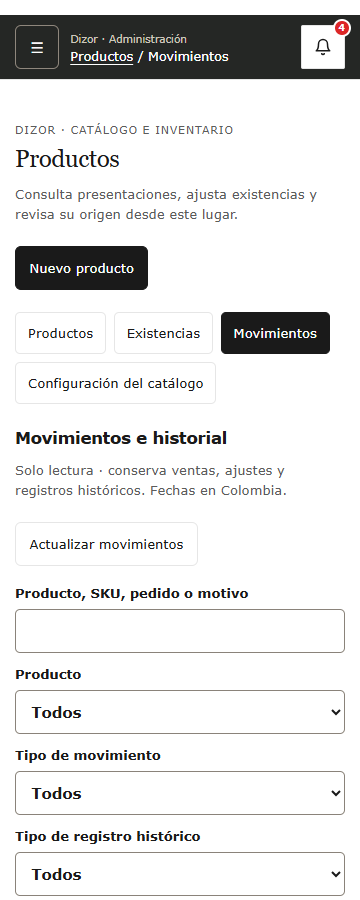 ☰
Dizor · Administración
Productos / Movimientos
4
DIZOR · CATÁLOGO E INVENTARIO
Productos
Consulta presentaciones, ajusta existencias y
revisa su origen desde este lugar.
Nuevo producto
Productos
Existencias
Movimientos
Configuración del catálogo
Movimientos e historial
Solo lectura · conserva ventas, ajustes y
registros históricos. Fechas en Colombia.
Actualizar movimientos
Producto, SKU, pedido o motivo
Producto
Todos
Tipo de movimiento
Todos
Tipo de registro histórico
Todos